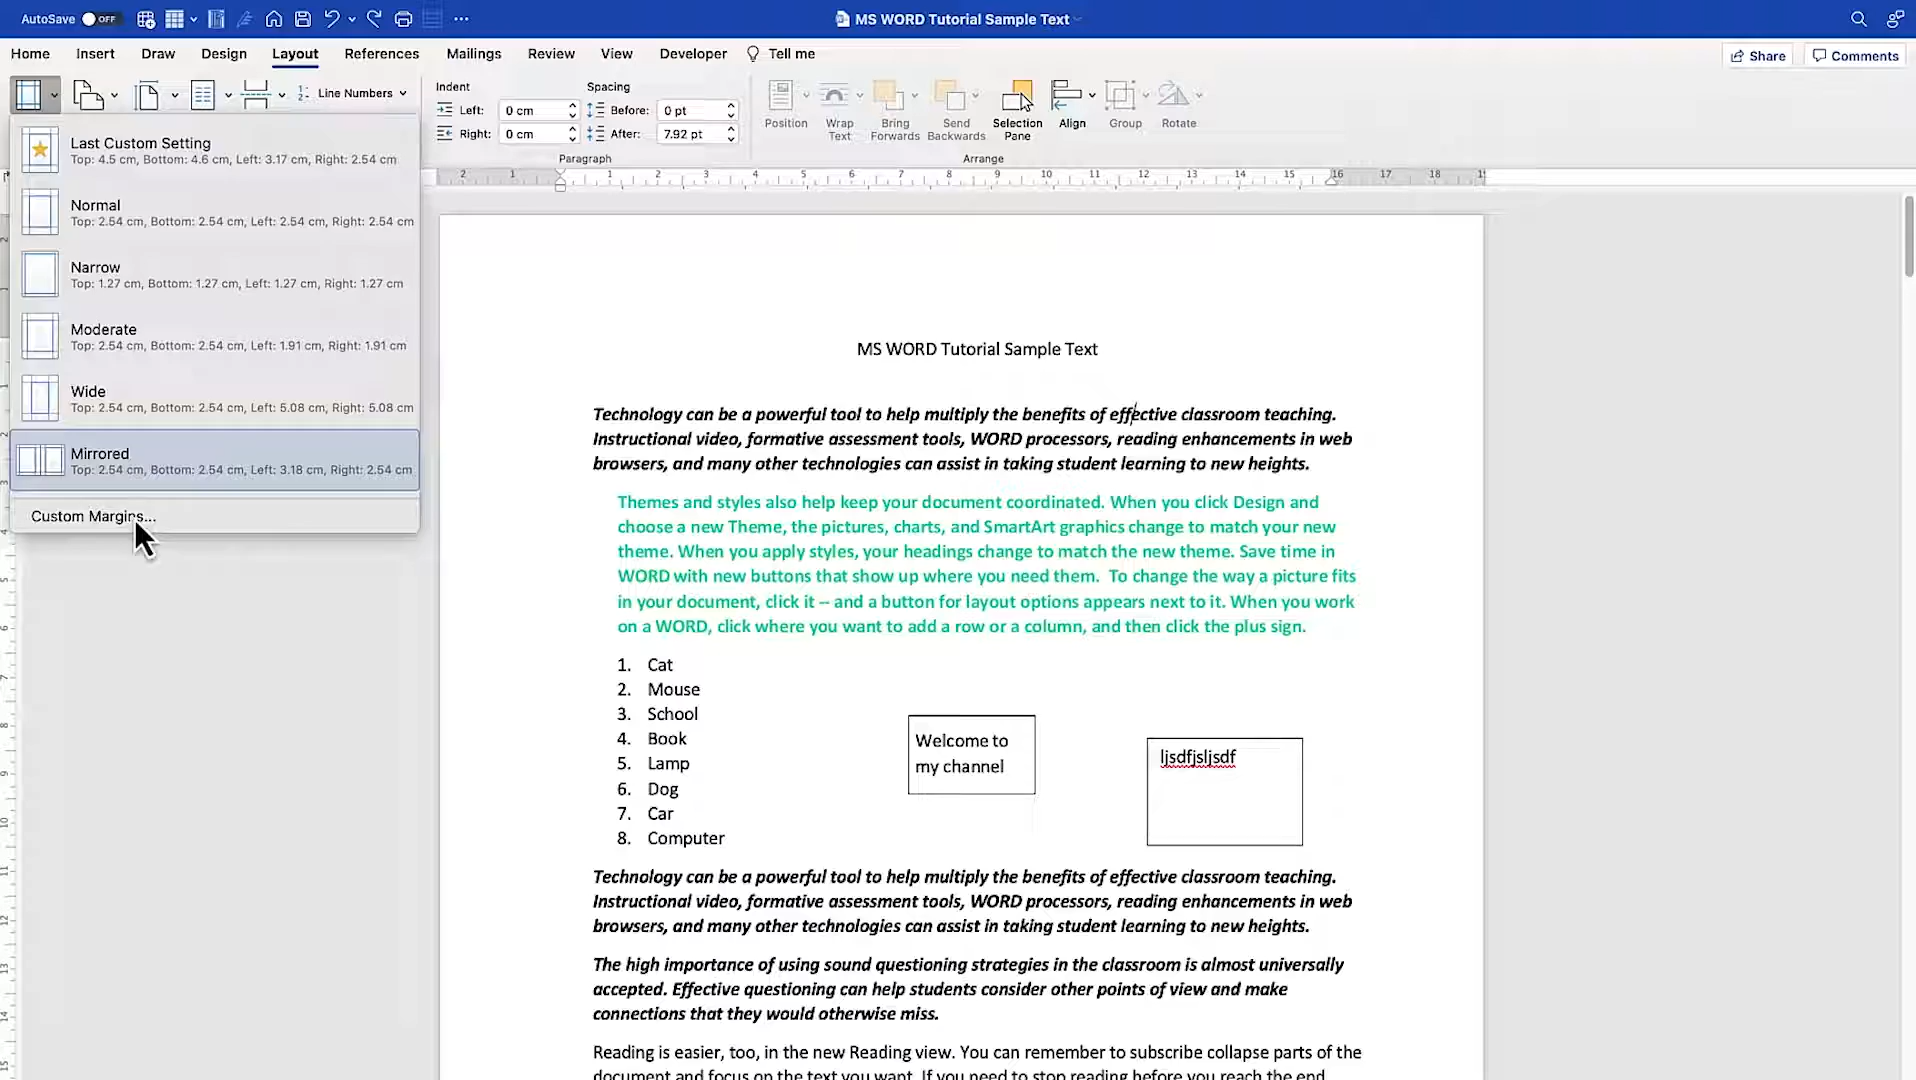 AutoSave OFF
MS WORD Tutorial Sample Text
Home Insert Draw Design Layout References Mailings Review View Developer Tell me
Share Comments
Line Numbers
Indent
Left: 0 cm
Right: 0 cm
Spacing
Before: 0 pt
After: 7.92 pt
Paragraph
Position
Wrap
Text
Bring
Forwards
Send
Backwards
Selection
Pane
Align
Group
Rotate
Arrange
Last Custom Setting
Top: 4.5 cm, Bottom: 4.6 cm, Left: 3.17 cm, Right: 2.54 cm
Normal
Top: 2.54 cm, Bottom: 2.54 cm, Left: 2.54 cm, Right: 2.54 cm
Narrow
Top: 1.27 cm, Bottom: 1.27 cm, Left: 1.27 cm, Right: 1.27 cm
Moderate
Top: 2.54 cm, Bottom: 2.54 cm, Left: 1.91 cm, Right: 1.91 cm
Wide
Top: 2.54 cm, Bottom: 2.54 cm, Left: 5.08 cm, Right: 5.08 cm
Mirrored
Top: 2.54 cm, Bottom: 2.54 cm, Left: 3.18 cm, Right: 2.54 cm
Custom Margins...
2 1 1 2 3 4 5 6 7 8 9 10 11 12 13 14 15 16 17 18
MS WORD Tutorial Sample Text
Technology can be a powerful tool to help multiply the benefits of effective classroom teaching.
Instructional video, formative assessment tools, WORD processors, reading enhancements in web
browsers, and many other technologies can assist in taking student learning to new heights.
Themes and styles also help keep your document coordinated. When you click Design and
choose a new Theme, the pictures, charts, and SmartArt graphics change to match your new
theme. When you apply styles, your headings change to match the new theme. Save time in
WORD with new buttons that show up where you need them. To change the way a picture fits
in your document, click it -- and a button for layout options appears next to it. When you work
on a WORD, click where you want to add a row or a column, and then click the plus sign.
1. Cat
2. Mouse
3. School
4. Book
5. Lamp
6. Dog
7. Car
8. Computer
Welcome to
my channel
ljsdfjsljsdf
Technology can be a powerful tool to help multiply the benefits of effective classroom teaching.
Instructional video, formative assessment tools, WORD processors, reading enhancements in web
browsers, and many other technologies can assist in taking student learning to new heights.
The high importance of using sound questioning strategies in the classroom is almost universally
accepted. Effective questioning can help students consider other points of view and make
connections that they would otherwise miss.
Reading is easier, too, in the new Reading view. You can remember to subscribe collapse parts of the
document and focus on the text you want. If you need to stop reading before you reach the end